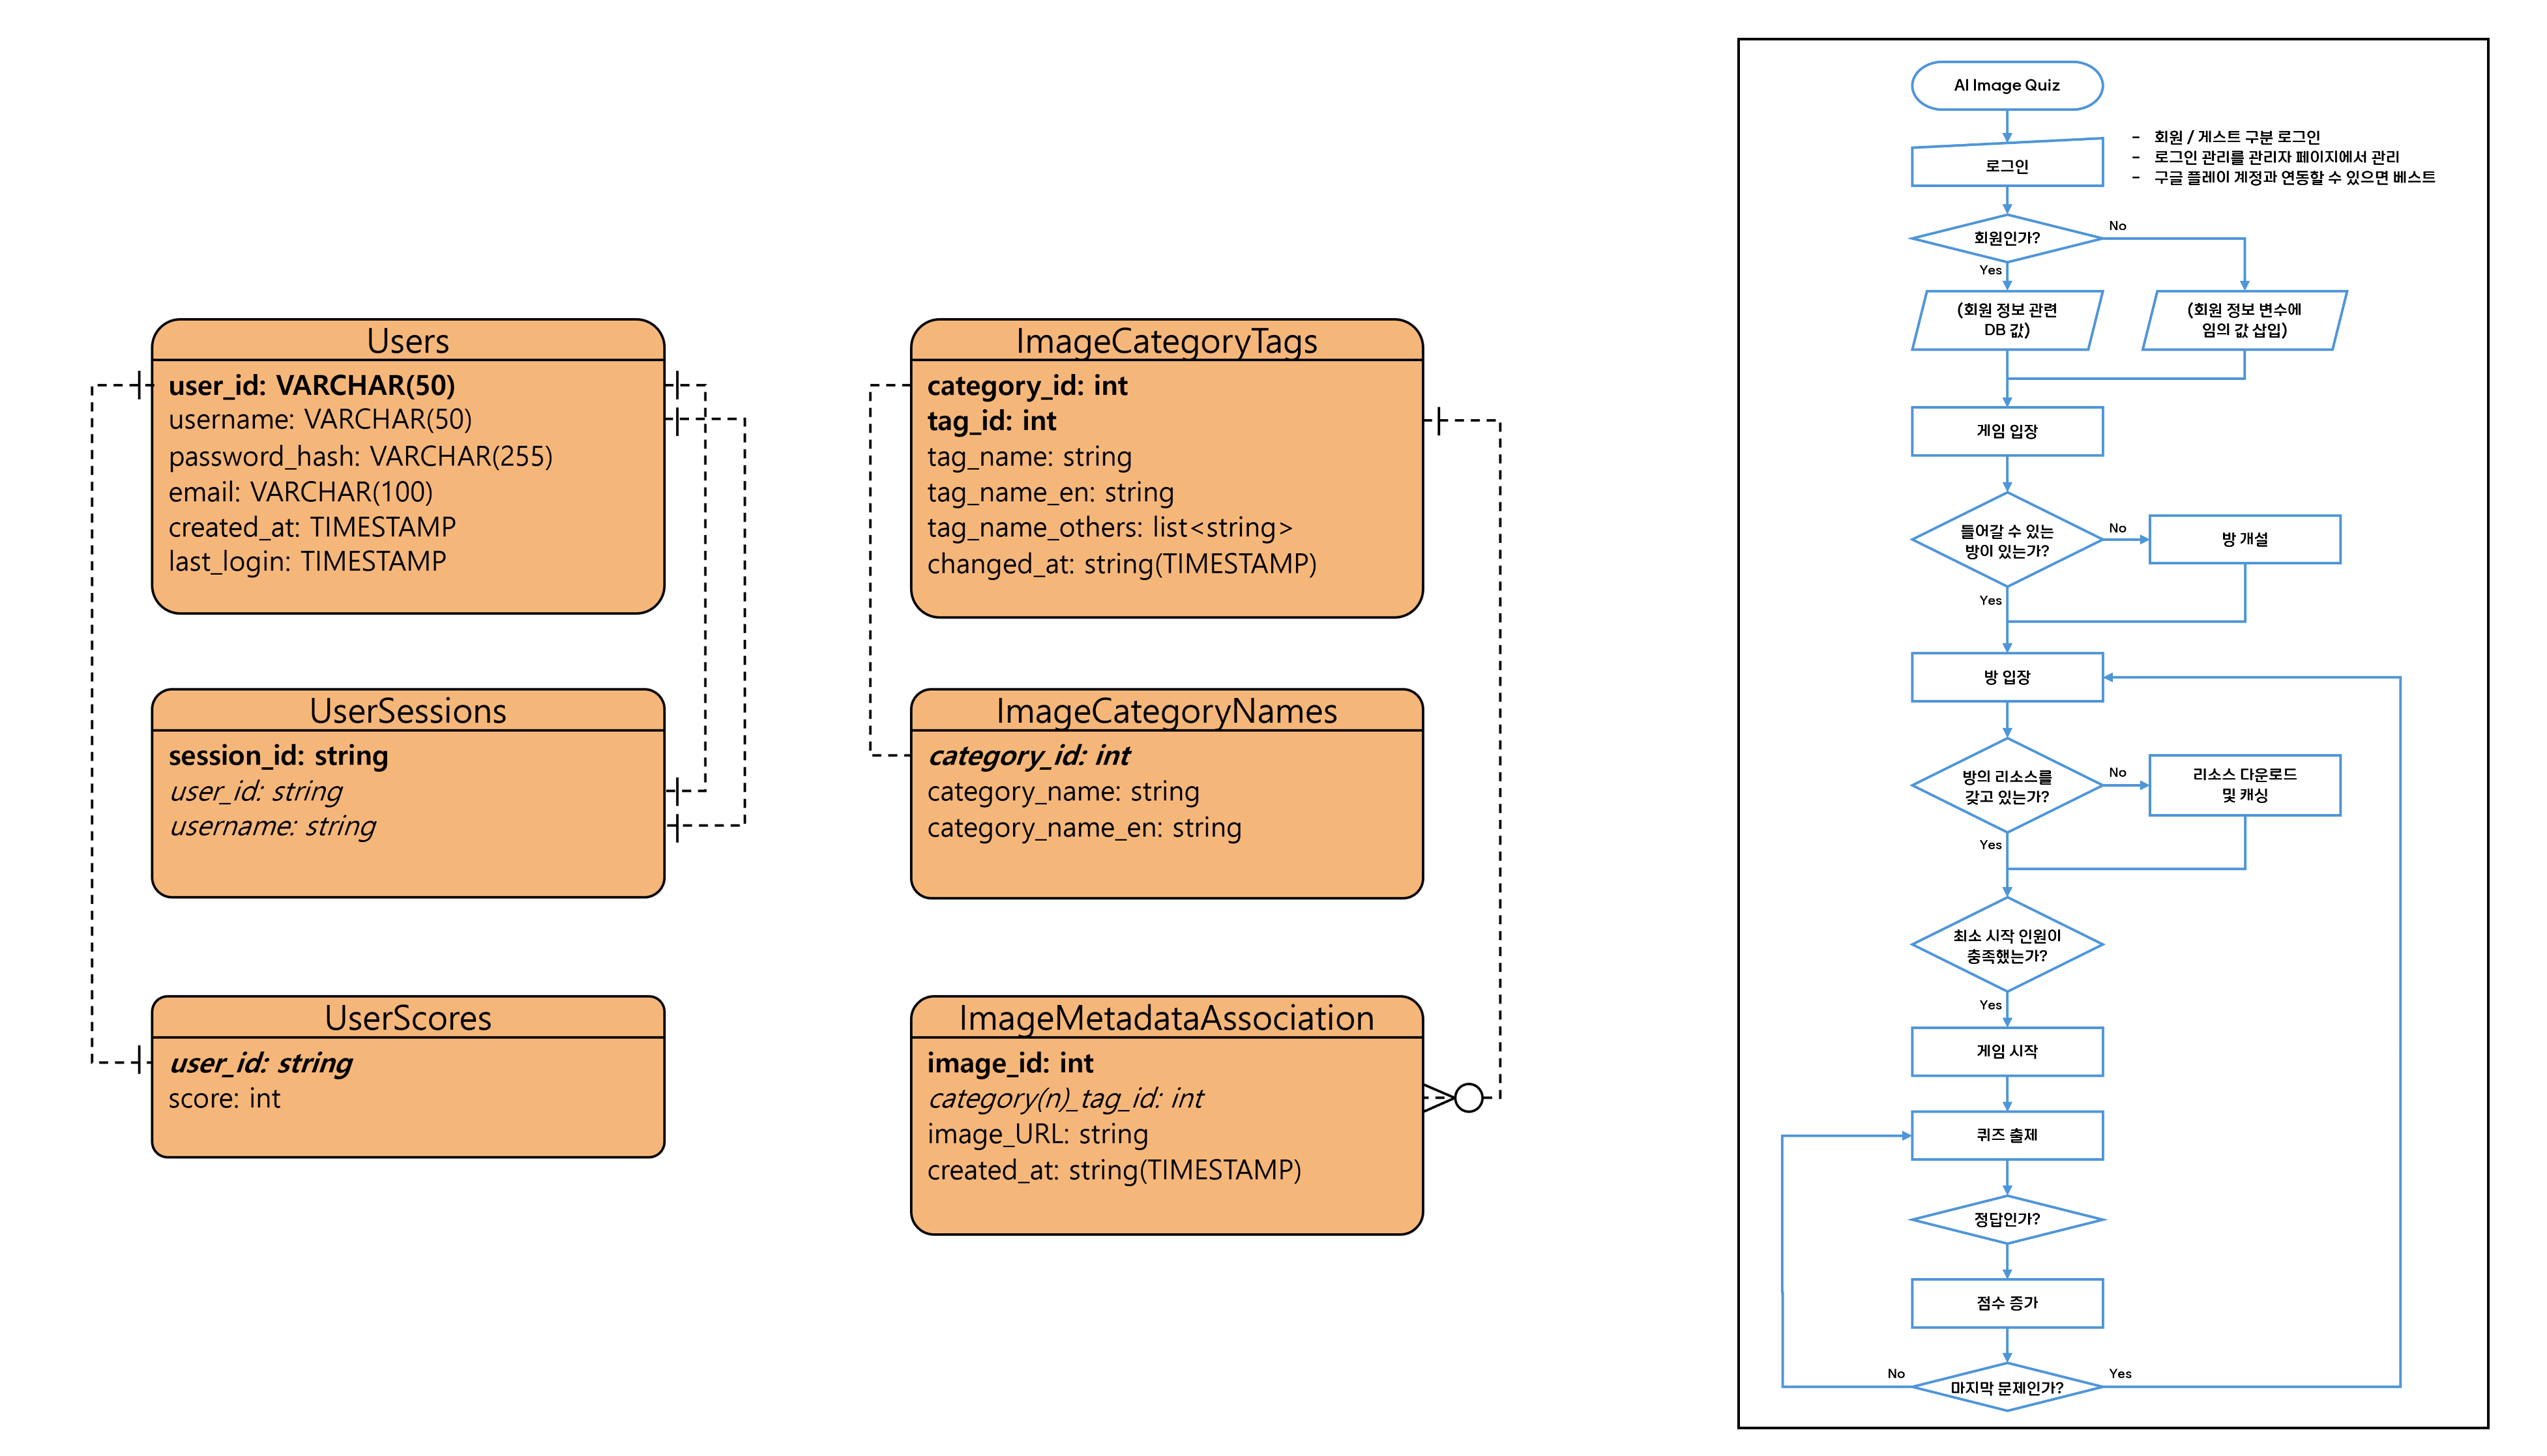 Users
user_id: VARCHAR(50)
username: VARCHAR(50)
password_hash: VARCHAR(255)
email: VARCHAR(100)
created_at: TIMESTAMP
last_login: TIMESTAMP
UserSessions
session_id: string
user_id: string
username: string
UserScores
user_id: string
score: int
ImageCategoryTags
category_id: int
tag_id: int
tag_name: string
tag_name_en: string
tag_name_others: list<string>
changed_at: string(TIMESTAMP)
ImageCategoryNames
category_id: int
category_name: string
category_name_en: string
ImageMetadataAssociation
image_id: int
category(n)_tag_id: int
image_URL: string
created_at: string(TIMESTAMP)
AI Image Quiz
로그인
- 회원 / 게스트 구분 로그인
- 로그인 관리를 관리자 페이지에서 관리
- 구글 플레이 계정과 연동할 수 있으면 베스트
회원인가?
No
Yes
(회원 정보 관련
DB 값)
(회원 정보 변수에
임의 값 삽입)
게임 입장
들어갈 수 있는
방이 있는가?
No
방 개설
Yes
방 입장
방의 리소스를
갖고 있는가?
No
리소스 다운로드
및 캐싱
Yes
최소 시작 인원이
충족했는가?
Yes
게임 시작
퀴즈 출제
정답인가?
점수 증가
마지막 문제인가?
No
Yes